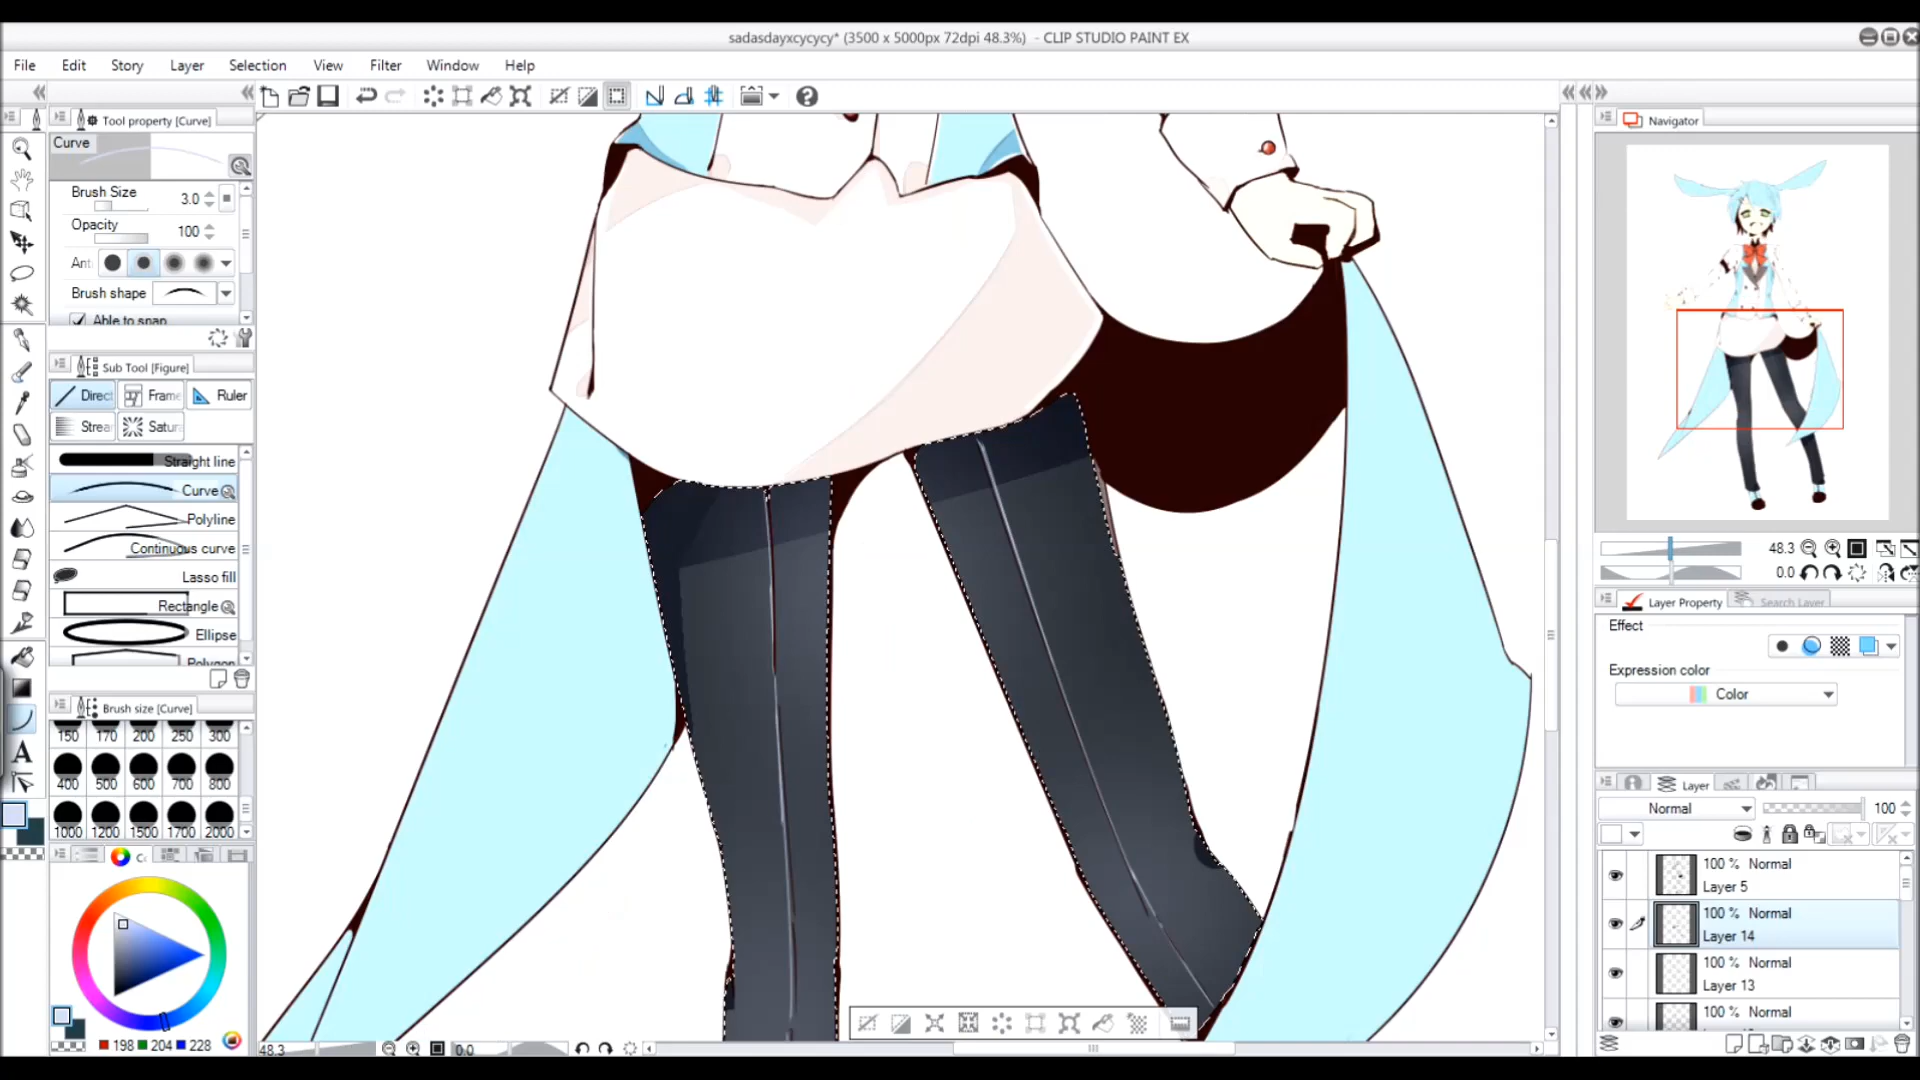 sadasdayxcycycy* (3500 x 5000px 72dpi 48.3%) - CLIP STUDIO PAINT EX
File Edit Story Layer Selection View Filter Window Help
Tool property [Curve]
Curve
Brush Size 3.0
Opacity 100
Anti
Brush shape
Able to snap
Sub Tool [Figure]
Direc Frame Ruler
Strea Satura
Straight line
Curve
Polyline
Continuous curve
Lasso fill
Rectangle
Ellipse
Polygon
Brush size [Curve]
150 170 200 250 300
400 500 600 700 800
1000 1200 1500 1700 2000
198 204 228
48.3 0.0
Navigator
48.3
0.0
Layer Property Search Layer
Effect
Expression color
Color
Layer
Normal 100
100 % Normal
Layer 5
100 % Normal
Layer 14
100 % Normal
Layer 13
100 % Normal